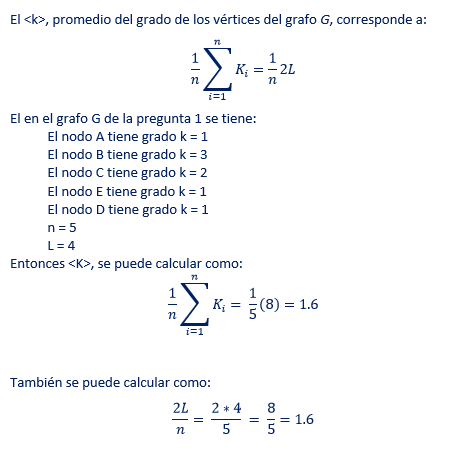 El <k>, promedio del grado de los vértices del grafo G, corresponde a:
\frac{1}{n} \sum_{i=1}^{n} K_i = \frac{1}{n} 2L
El en el grafo G de la pregunta 1 se tiene:
El nodo A tiene grado k = 1
El nodo B tiene grado k = 3
El nodo C tiene grado k = 2
El nodo E tiene grado k = 1
El nodo D tiene grado k = 1
n = 5
L = 4
Entonces <K>, se puede calcular como:
\frac{1}{n} \sum_{i=1}^{n} K_i = \frac{1}{5} (8) = 1.6
También se puede calcular como:
\frac{2L}{n} = \frac{2 * 4}{5} = \frac{8}{5} = 1.6